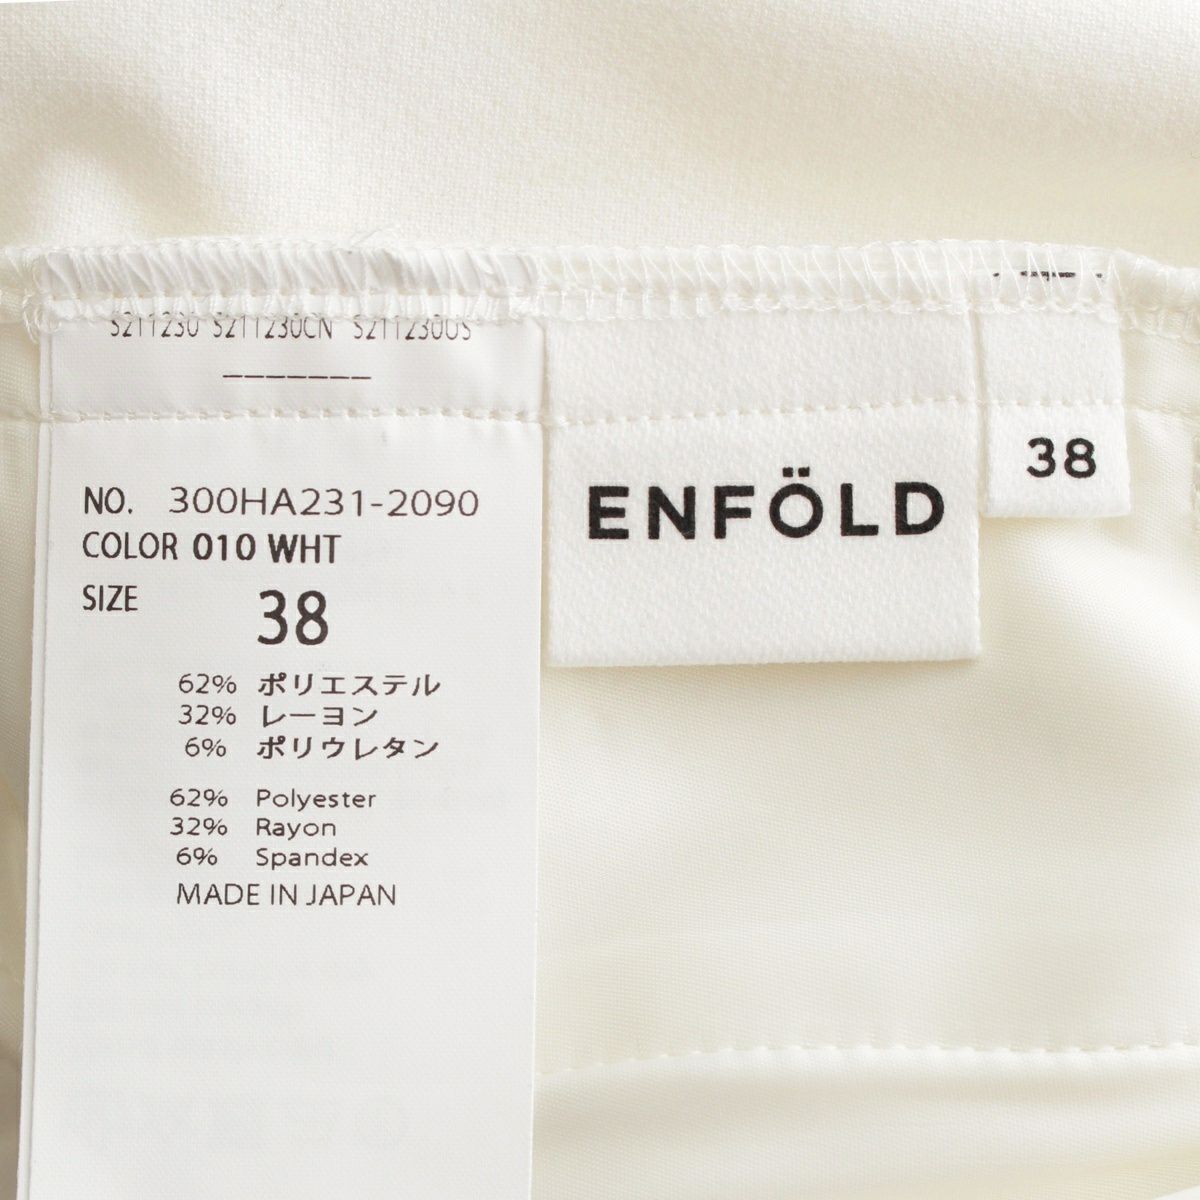 S211230 S211230CN S211230US
NO. 300HA231-2090
COLOR 010 WHT
SIZE 38
62% ポリエステル
32% レーヨン
6% ポリウレタン
62% Polyester
32% Rayon
6% Spandex
MADE IN JAPAN
ENFÖLD
38